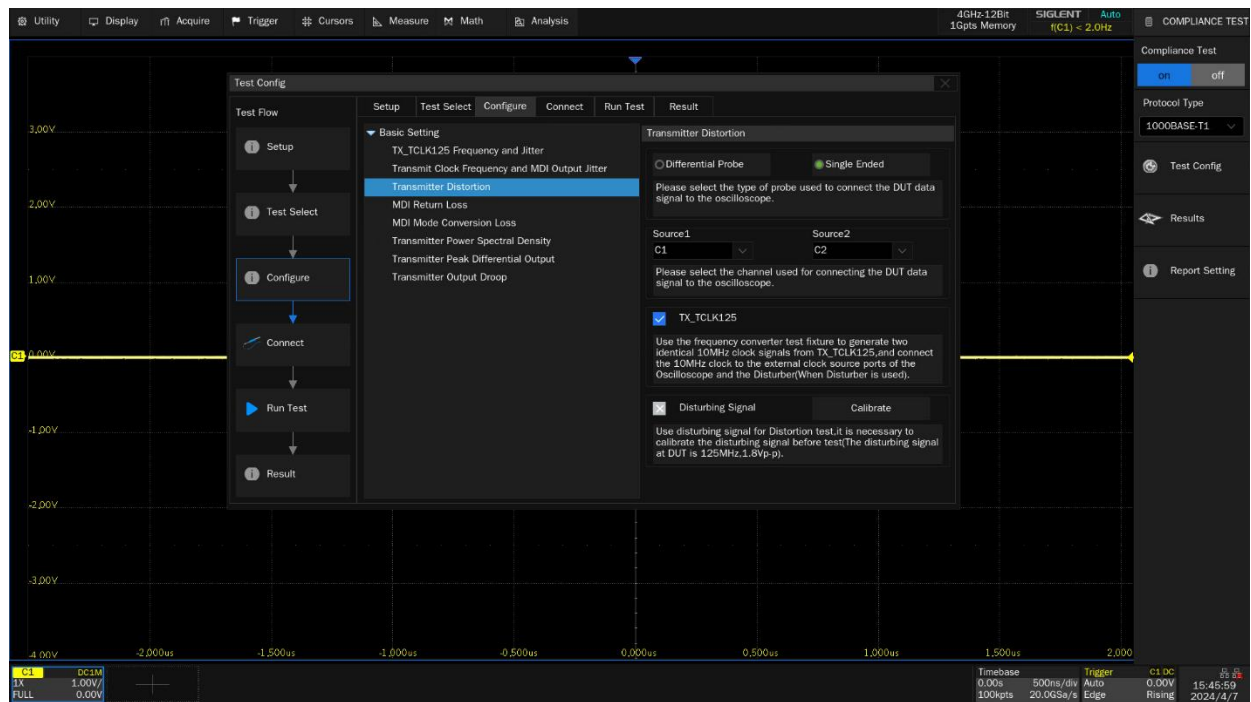 Utility Display Acquire Trigger Cursors Measure Math Analysis
4GHz-12Bit
1Gpts Memory
SIGLENT Auto
f(C1) < 2.0Hz
COMPLIANCE TEST
Compliance Test
on off
Protocol Type
1000BASE-T1
Test Config
Results
Report Setting
Test Config
Test Flow
Setup
Test Select
Configure
Connect
Run Test
Result
Setup Test Select Configure Connect Run Test Result
Basic Setting
TX_TCLK125 Frequency and Jitter
Transmit Clock Frequency and MDI Output Jitter
Transmitter Distortion
MDI Return Loss
MDI Mode Conversion Loss
Transmitter Power Spectral Density
Transmitter Peak Differential Output
Transmitter Output Droop
Transmitter Distortion
Differential Probe Single Ended
Please select the type of probe used to connect the DUT data
signal to the oscilloscope.
Source1 Source2
C1 C2
Please select the channel used for connecting the DUT data
signal to the oscilloscope.
TX_TCLK125
Use the frequency converter test fixture to generate two
identical 10MHz clock signals from TX_TCLK125,and connect
the 10MHz clock to the external clock source ports of the
Oscilloscope and the Disturber(When Disturber is used).
Disturbing Signal Calibrate
Use disturbing signal for Distortion test,it is necessary to
calibrate the disturbing signal before test(The disturbing signal
at DUT is 125MHz,1.8Vp-p).
3.00V
2.00V
1.00V
C1 0.00V
-1.00V
-2.00V
-3.00V
-4.00V
-2.000us -1.500us -1.000us -0.500us 0.000us 0.500us 1.000us 1.500us 2.000
C1 DC1M
1X 1.00V/
FULL 0.00V
Timebase
0.00s 500ns/div
100kpts 20.0GSa/s
Trigger C1 DC
Auto 0.00V
Edge Rising
15:45:59
2024/4/7